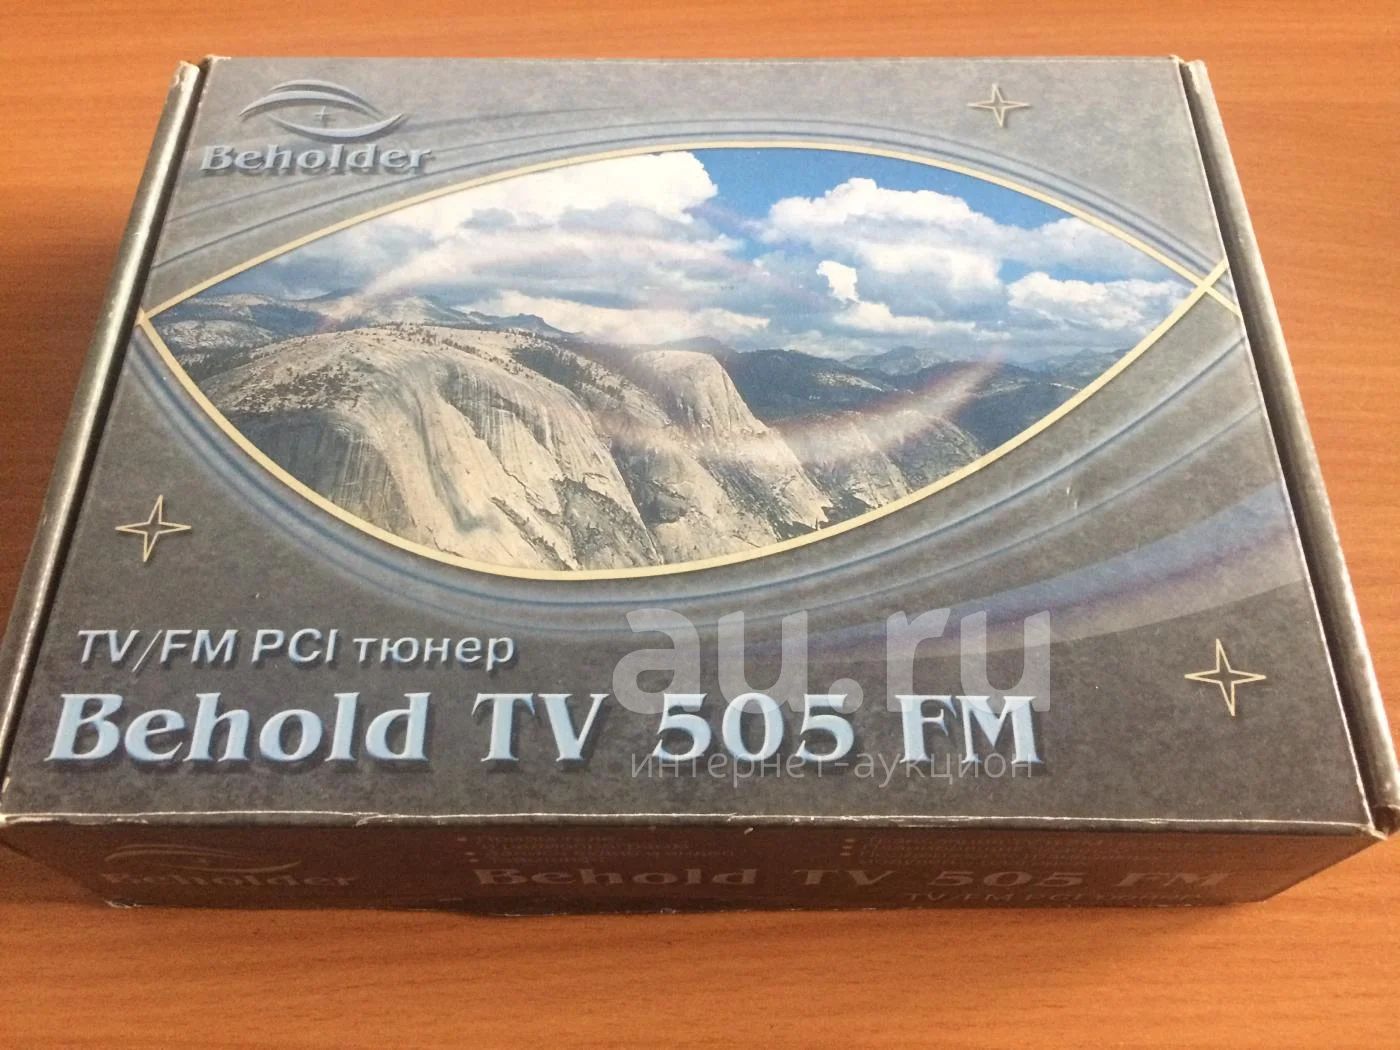 Beholder
TV/FM PCI тюнер
Behold TV 505 FM
au.ru
интернет-аукцион
Beholder
Behold TV 505 FM
TV/FM PCI